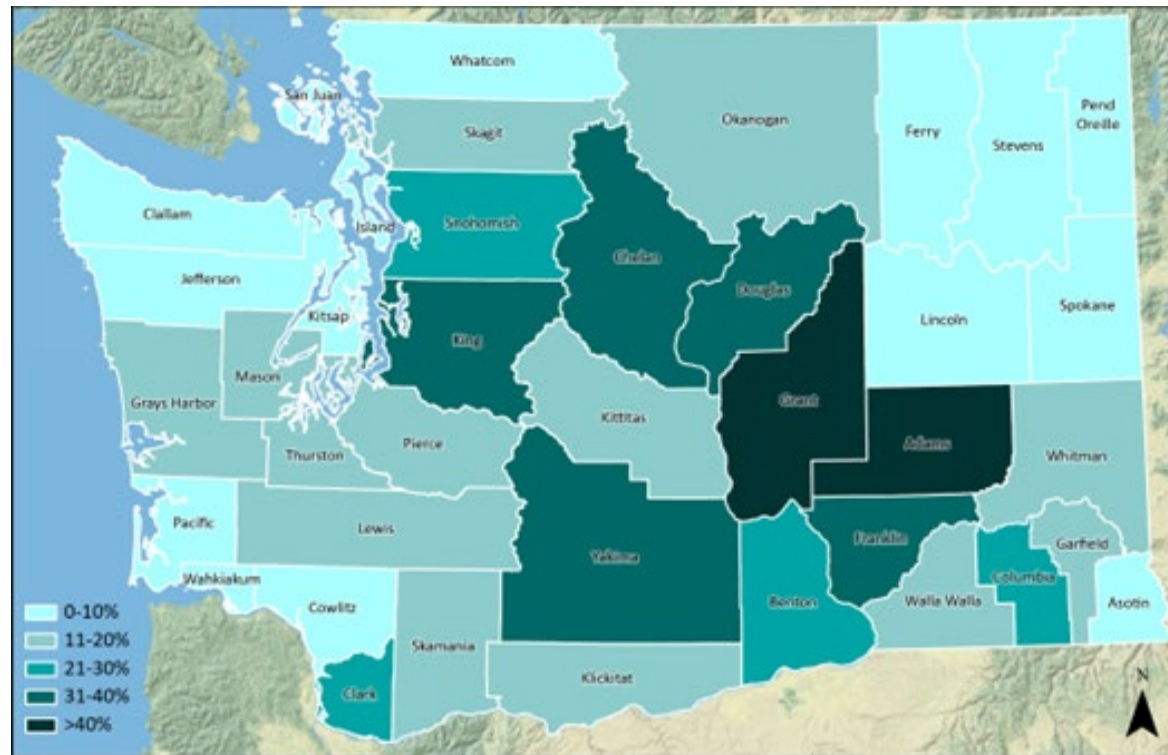 Whatcom
San Juan
Skagit
Okanogan
Ferry
Stevens
Pend
Oreille
Clallam
Island
Snohomish
Chelan
Douglas
Jefferson
Kitsap
King
Lincoln
Spokane
Mason
Grays Harbor
Kittitas
Grant
Pierce
Thurston
Adams
Whitman
Lewis
Pacific
Yakima
Franklin
Garfield
Wahkiakum
Cowlitz
Columbia
Benton
Walla Walla
Asotin
Skamania
Klickitat
Clark
0-10%
11-20%
21-30%
31-40%
>40%
N